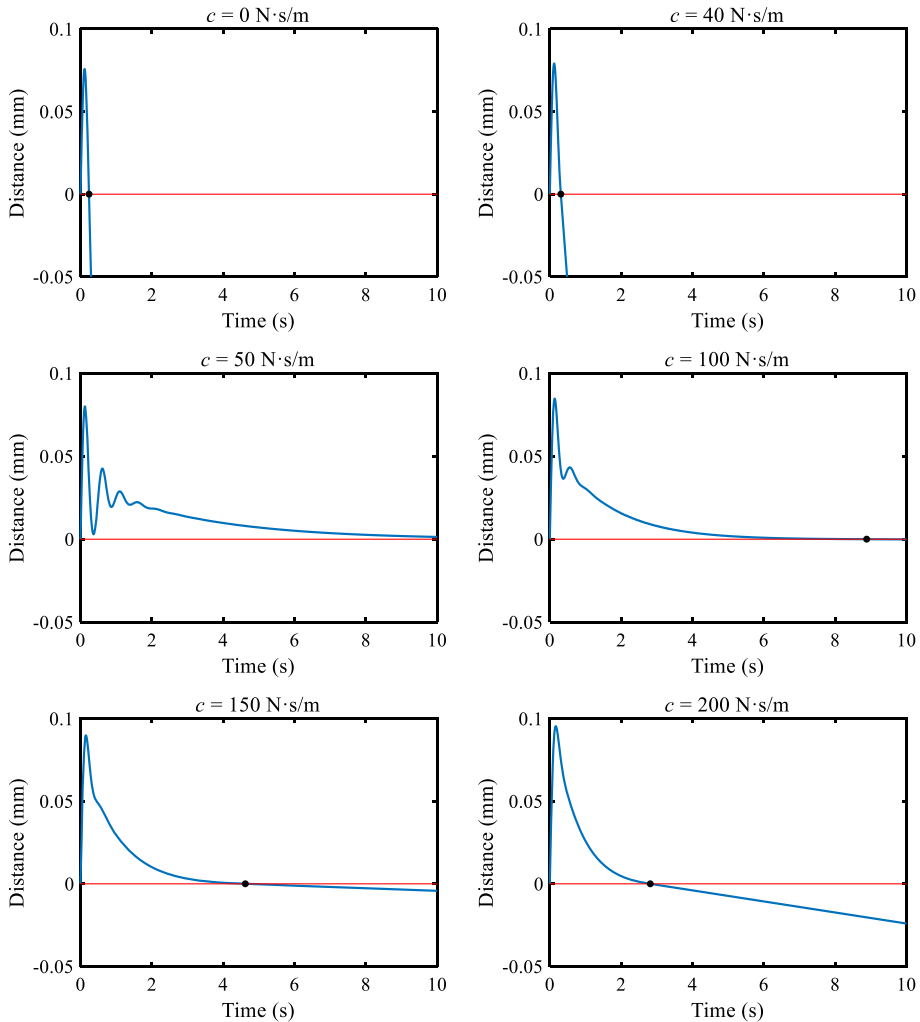 c = 0 N·s/m
0.1
0.05
0
-0.05
Distance (mm)
0 2 4 6 8 10
Time (s)
c = 40 N·s/m
0.1
0.05
0
-0.05
Distance (mm)
0 2 4 6 8 10
Time (s)
c = 50 N·s/m
0.1
0.05
0
-0.05
Distance (mm)
0 2 4 6 8 10
Time (s)
c = 100 N·s/m
0.1
0.05
0
-0.05
Distance (mm)
0 2 4 6 8 10
Time (s)
c = 150 N·s/m
0.1
0.05
0
-0.05
Distance (mm)
0 2 4 6 8 10
Time (s)
c = 200 N·s/m
0.1
0.05
0
-0.05
Distance (mm)
0 2 4 6 8 10
Time (s)